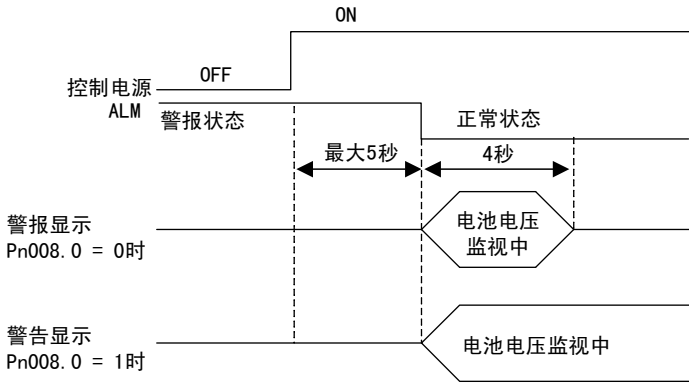 ON
OFF
控制电源
ALM
警报状态
正常状态
最大5秒
4秒
警报显示
Pn008.0 = 0时
电池电压
监视中
警告显示
Pn008.0 = 1时
电池电压监视中